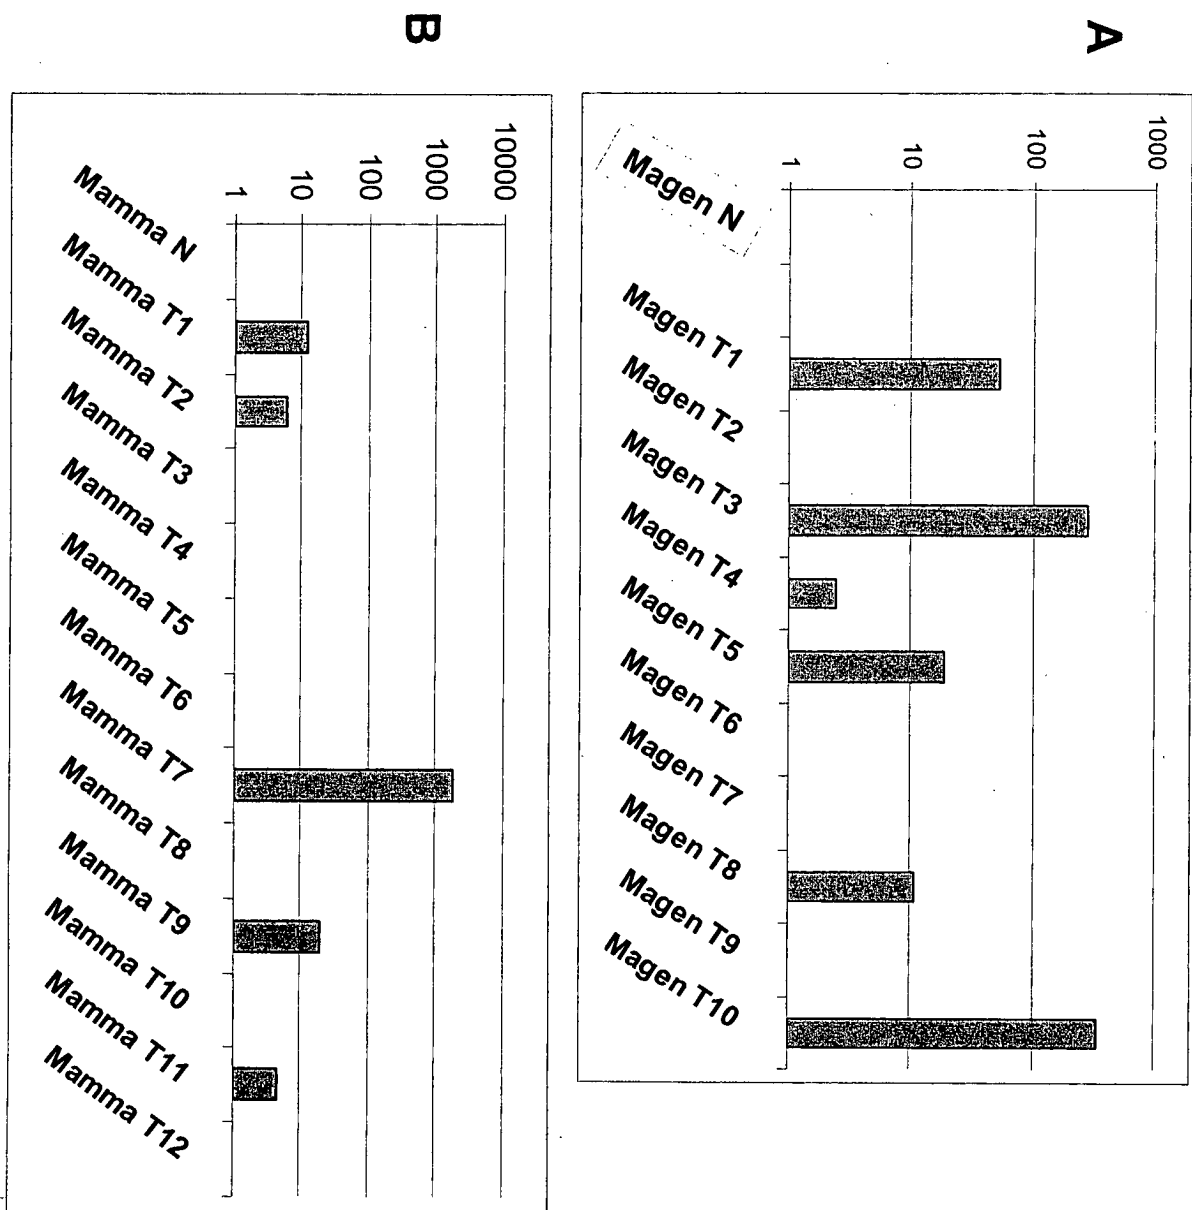 A
1000
100
10
1
Magen N
Magen T1
Magen T2
Magen T3
Magen T4
Magen T5
Magen T6
Magen T7
Magen T8
Magen T9
Magen T10
B
10000
1000
100
10
1
Mamma N
Mamma T1
Mamma T2
Mamma T3
Mamma T4
Mamma T5
Mamma T6
Mamma T7
Mamma T8
Mamma T9
Mamma T10
Mamma T11
Mamma T12